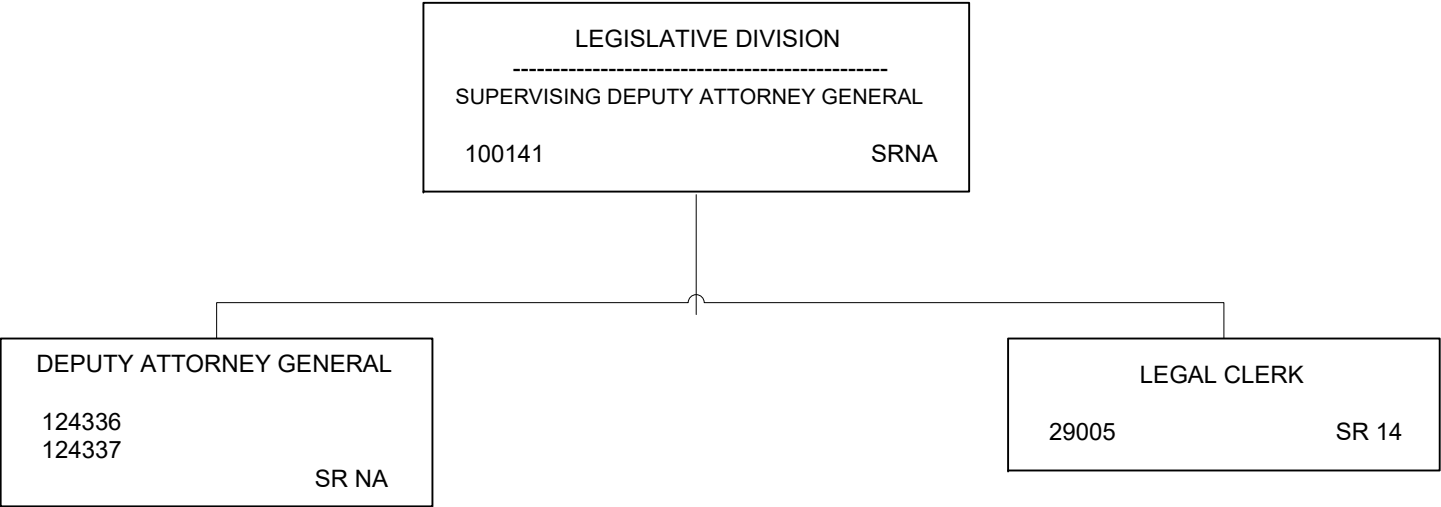 LEGISLATIVE DIVISION
-----------------------------------------------
SUPERVISING DEPUTY ATTORNEY GENERAL
100141 SRNA
DEPUTY ATTORNEY GENERAL
124336
124337
SR NA
LEGAL CLERK
29005 SR 14